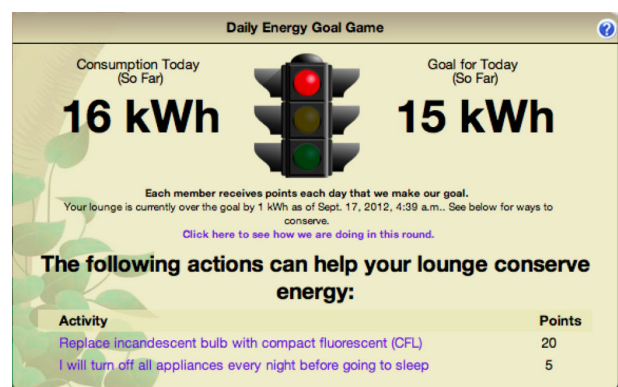 Daily Energy Goal Game
?
Consumption Today
(So Far)
16 kWh
Goal for Today
(So Far)
15 kWh
Each member receives points each day that we make our goal.
Your lounge is currently over the goal by 1 kWh as of Sept. 17, 2012, 4:39 a.m.. See below for ways to
conserve.
Click here to see how we are doing in this round.
The following actions can help your lounge conserve
energy:
Activity Points
Replace incandescent bulb with compact fluorescent (CFL) 20
I will turn off all appliances every night before going to sleep 5